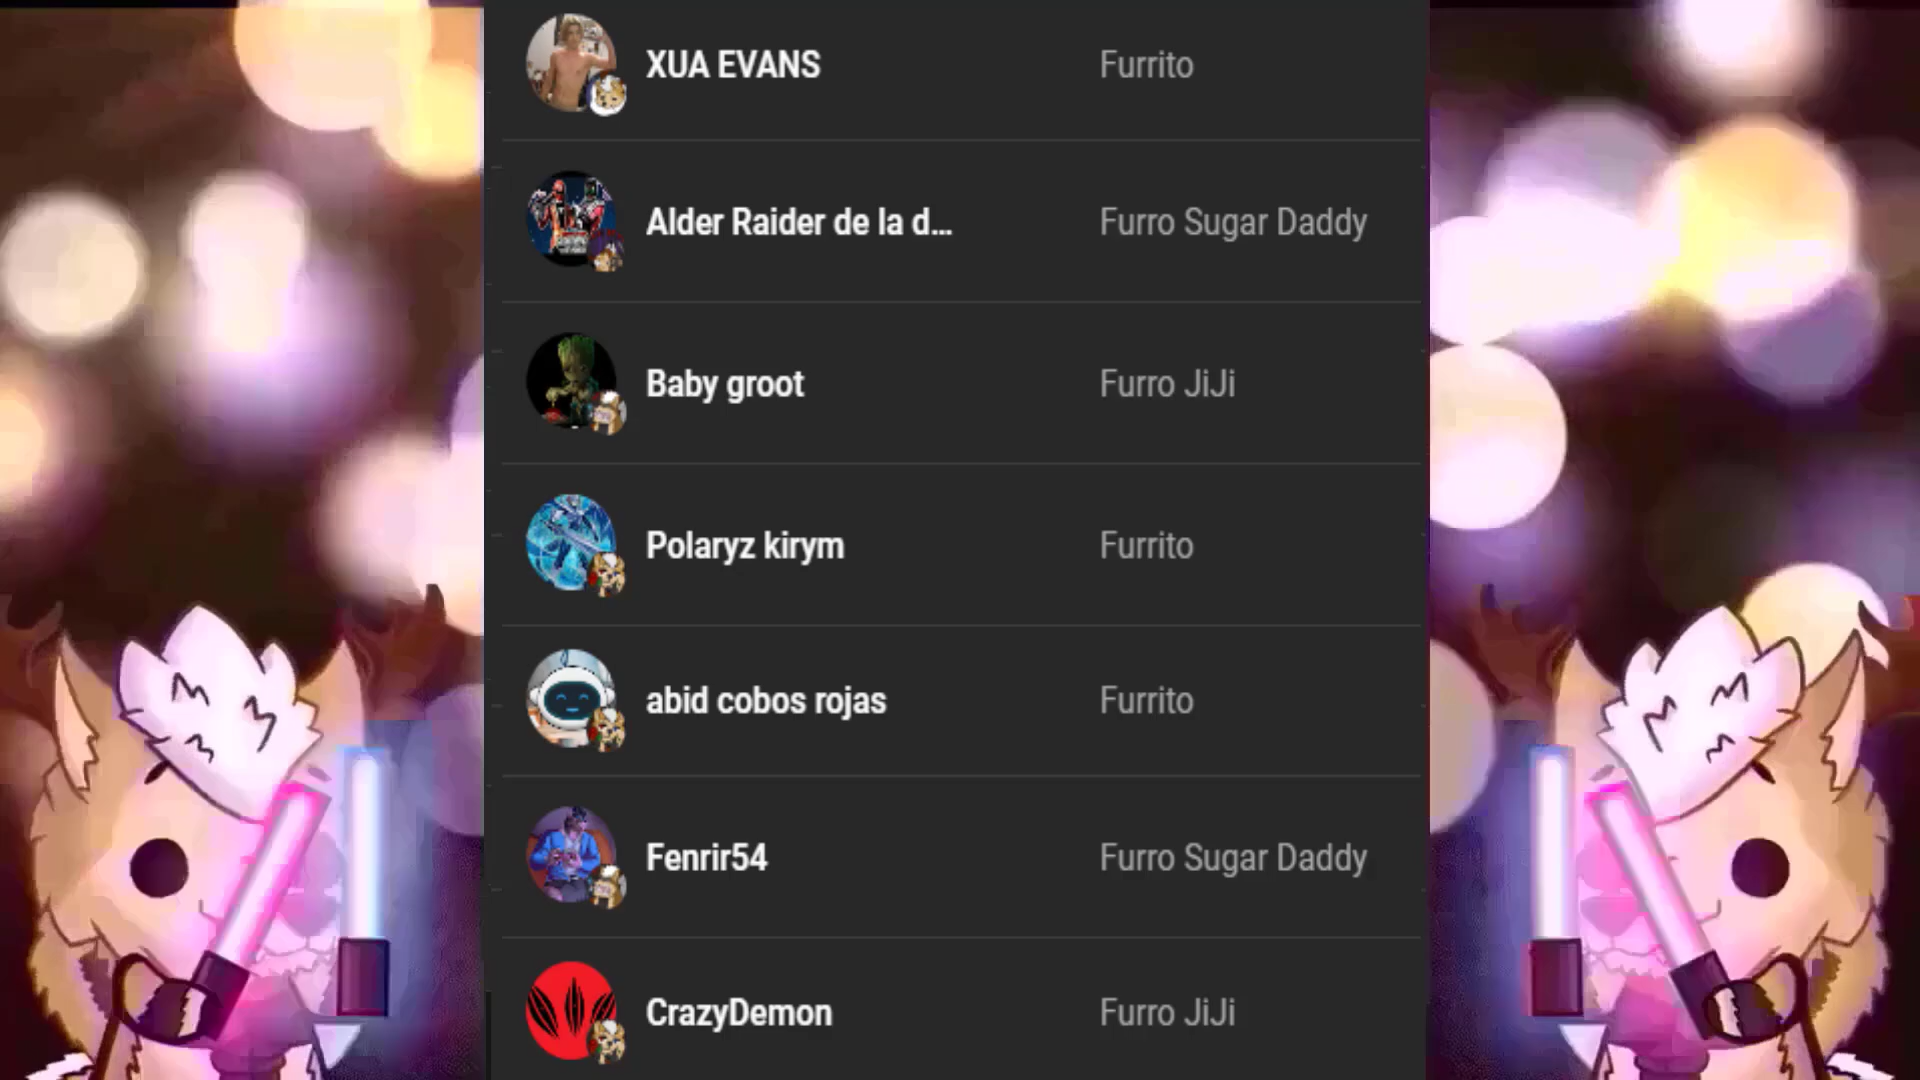 XUA EVANS Furrito
Alder Raider de la d... Furro Sugar Daddy
Baby groot Furro JiJi
Polaryz kirym Furrito
abid cobos rojas Furrito
Fenrir54 Furro Sugar Daddy
CrazyDemon Furro JiJi